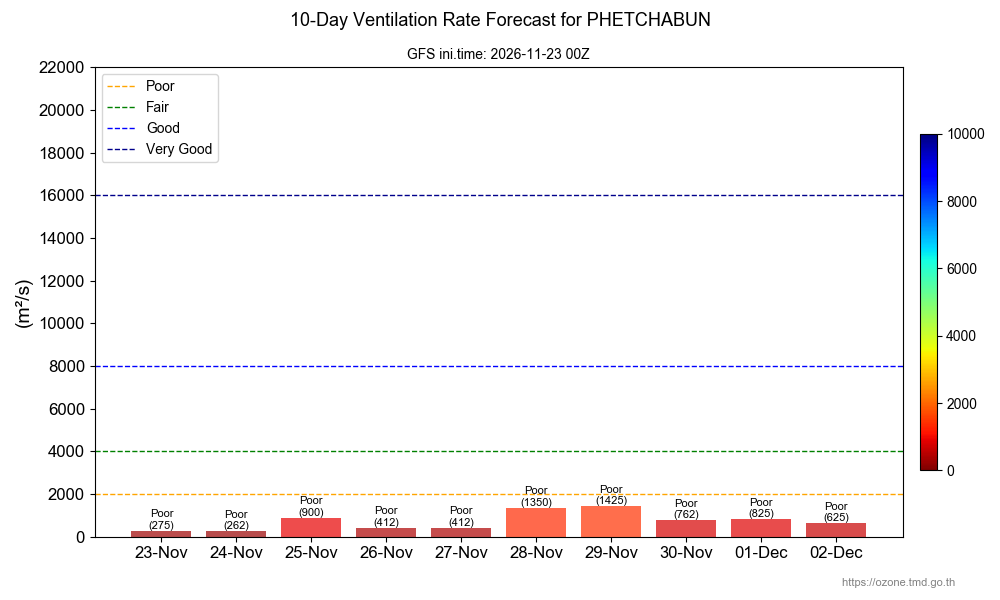 10-Day Ventilation Rate Forecast for PHETCHABUN
GFS ini.time: 2026-11-23 00Z
22000
20000
18000
16000
14000
12000
10000
8000
6000
4000
2000
0
(m²/s)
Poor
Fair
Good
Very Good
Poor
(275)
Poor
(262)
Poor
(900)
Poor
(412)
Poor
(412)
Poor
(1350)
Poor
(1425)
Poor
(762)
Poor
(825)
Poor
(625)
23-Nov 24-Nov 25-Nov 26-Nov 27-Nov 28-Nov 29-Nov 30-Nov 01-Dec 02-Dec
10000
8000
6000
4000
2000
0
https://ozone.tmd.go.th